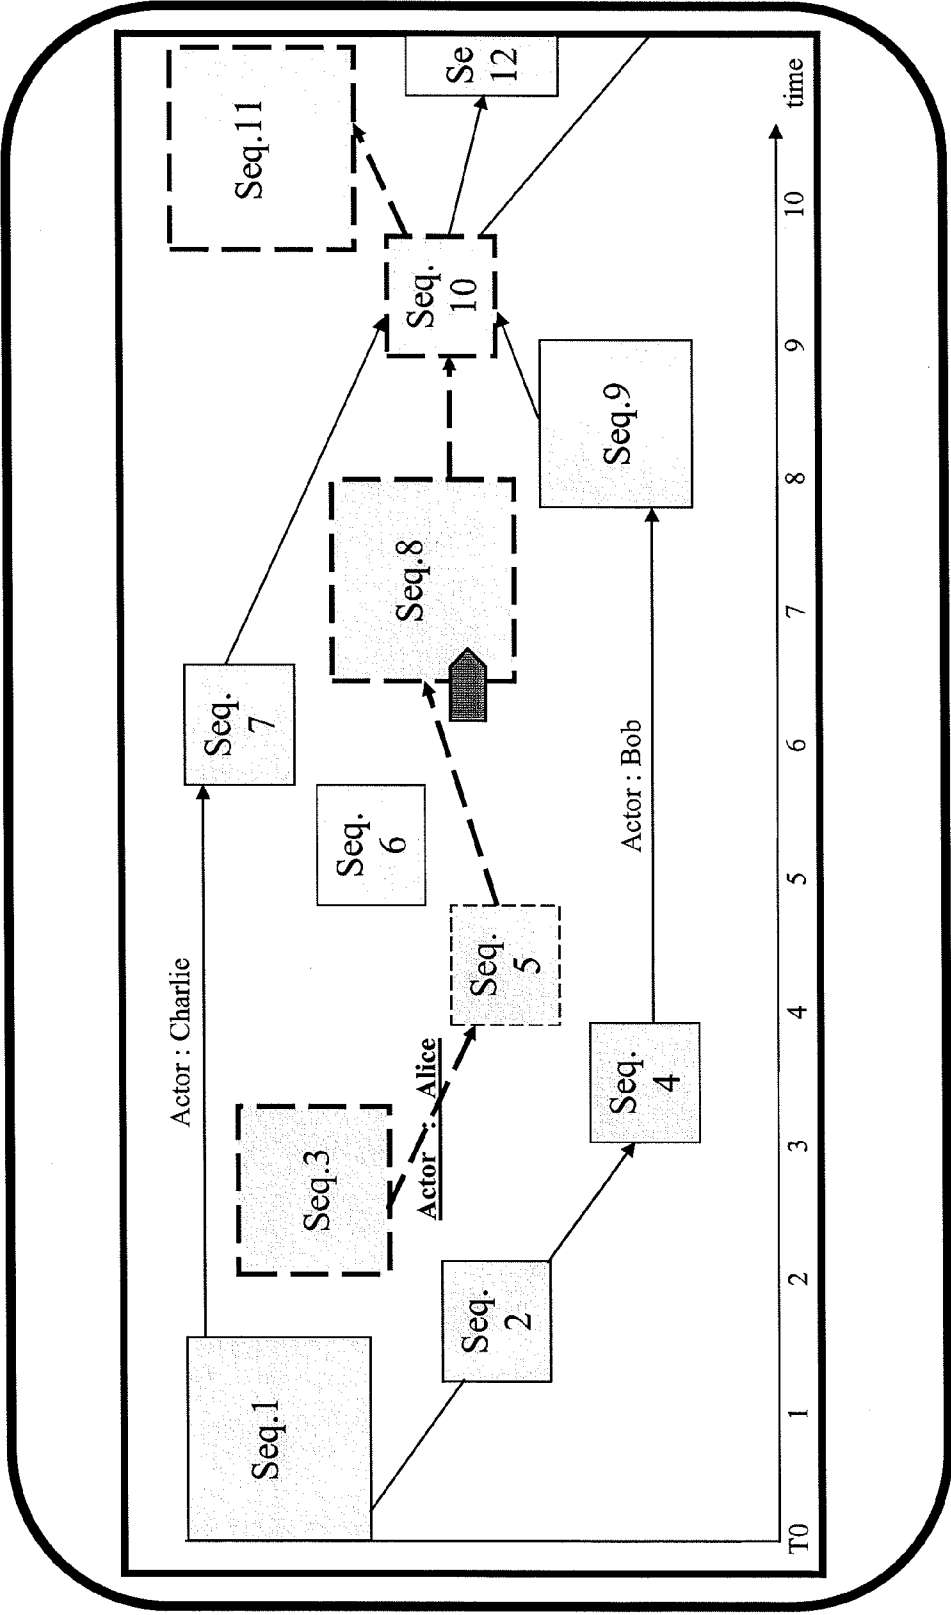 Seq.1
Seq.
2
Seq.3
Seq.
4
Seq.
5
Seq.
6
Seq.
7
Seq.8
Seq.9
Seq.
10
Seq.11
Se
12
Actor : Charlie
Actor : Alice
Actor : Bob
T0 1 2 3 4 5 6 7 8 9 10 time